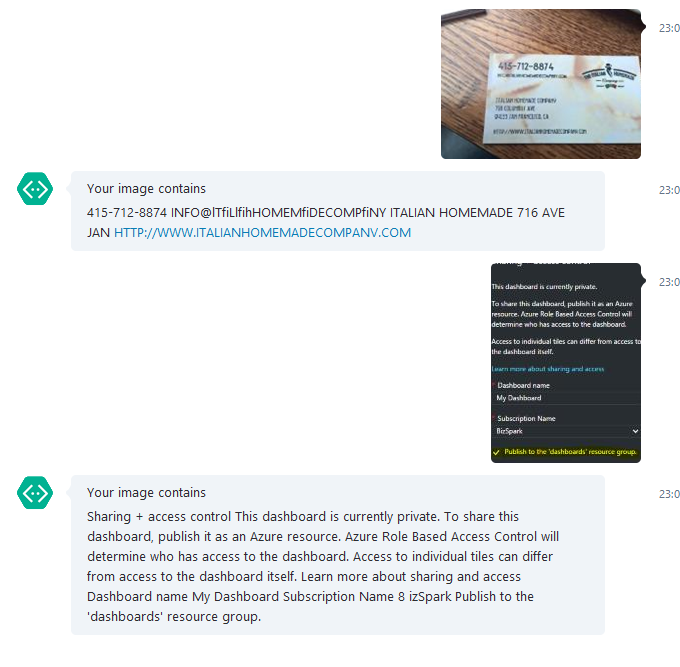 23:0
415-712-8874
THE ITALIAN HOMEMADE
Company
ITALIAN HOMEMADE COMPANY
716 COLUMBUS AVE
SAN FRANCISCO, CA
HTTP://WWW.ITALIANHOMEMADECOMPANY.COM
23:0
Your image contains
415-712-8874 INFO@lTfiLlfihHOMEMfiDECOMPfiNY ITALIAN HOMEMADE 716 AVE
JAN HTTP://WWW.ITALIANHOMEMADECOMPANV.COM
23:0
Sharing + access control
This dashboard is currently private.
To share this dashboard, publish it as an Azure
resource. Azure Role Based Access Control will
determine who has access to the dashboard.
Access to individual tiles can differ from access to
the dashboard itself.
Learn more about sharing and access
* Dashboard name
My Dashboard
* Subscription Name
BizSpark
Publish to the 'dashboards' resource group.
23:0
Your image contains
Sharing + access control This dashboard is currently private. To share this
dashboard, publish it as an Azure resource. Azure Role Based Access Control will
determine who has access to the dashboard. Access to individual tiles can differ
from access to the dashboard itself. Learn more about sharing and access
Dashboard name My Dashboard Subscription Name 8 izSpark Publish to the
'dashboards' resource group.